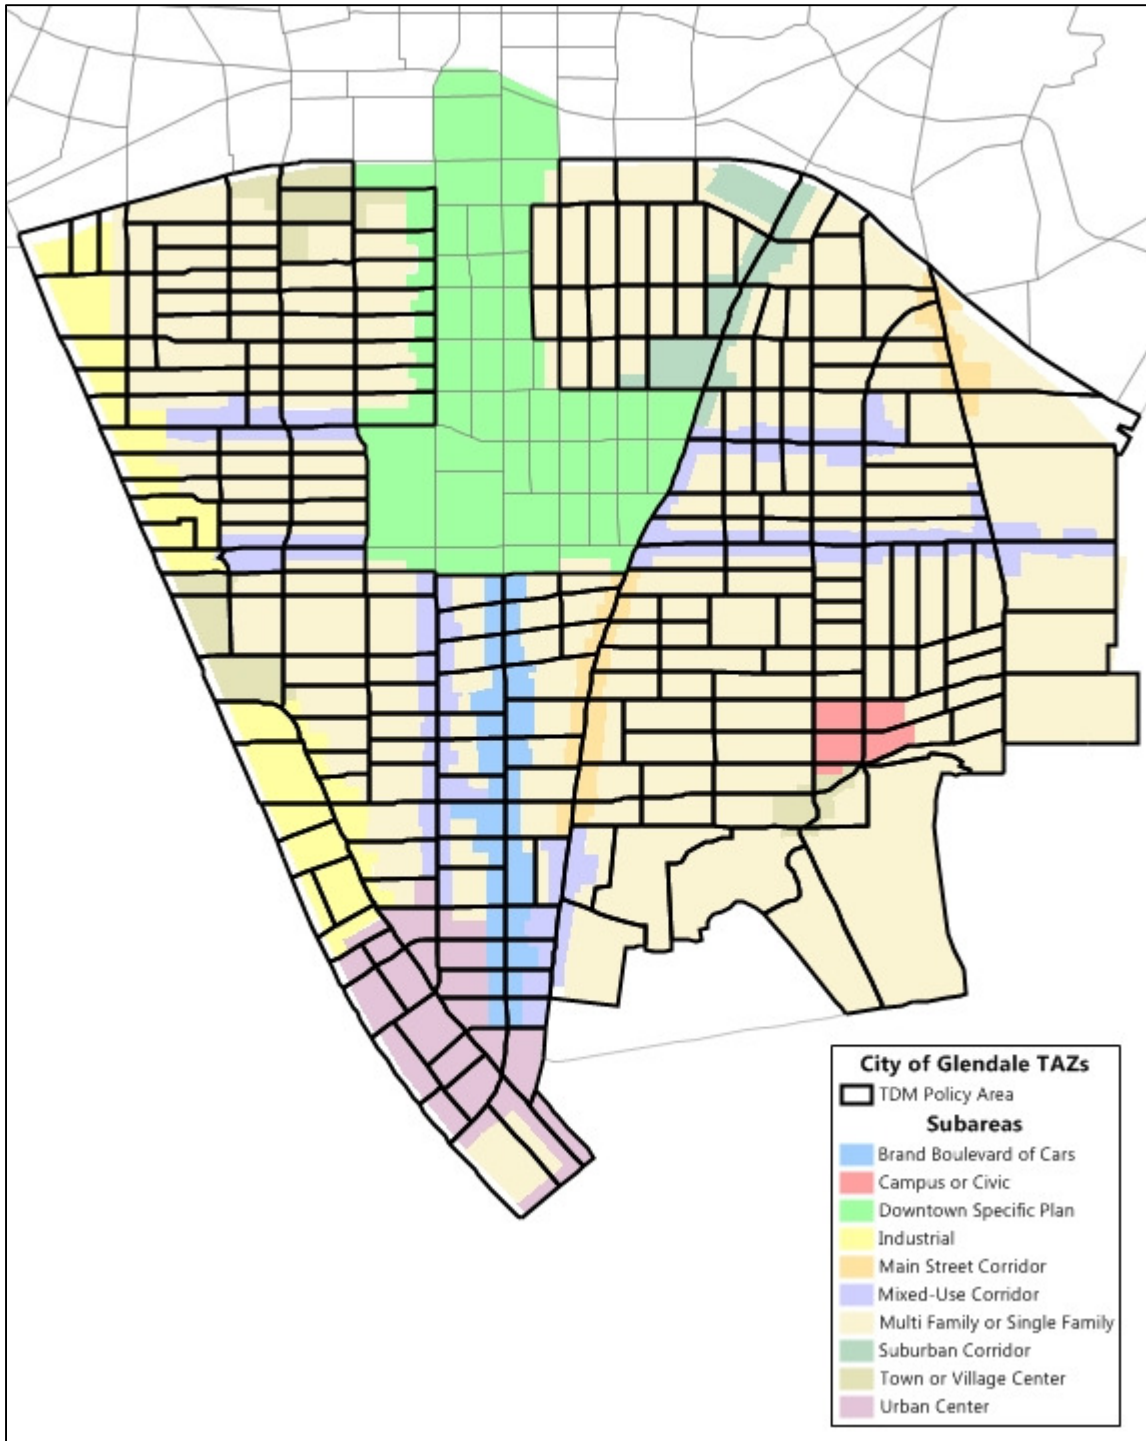 City of Glendale TAZs
TDM Policy Area
Subareas
Brand Boulevard of Cars
Campus or Civic
Downtown Specific Plan
Industrial
Main Street Corridor
Mixed-Use Corridor
Multi Family or Single Family
Suburban Corridor
Town or Village Center
Urban Center